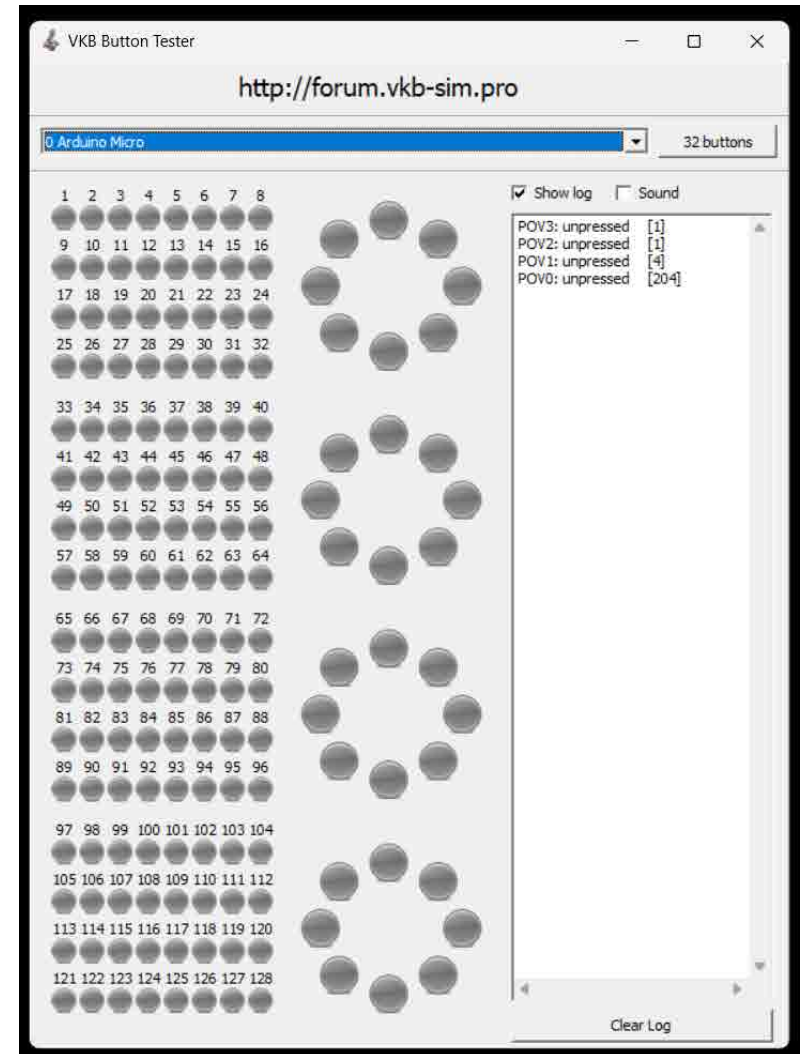 VKB Button Tester
http://forum.vkb-sim.pro
0 Arduino Micro
32 buttons
1 2 3 4 5 6 7 8
9 10 11 12 13 14 15 16
17 18 19 20 21 22 23 24
25 26 27 28 29 30 31 32
33 34 35 36 37 38 39 40
41 42 43 44 45 46 47 48
49 50 51 52 53 54 55 56
57 58 59 60 61 62 63 64
65 66 67 68 69 70 71 72
73 74 75 76 77 78 79 80
81 82 83 84 85 86 87 88
89 90 91 92 93 94 95 96
97 98 99 100 101 102 103 104
105 106 107 108 109 110 111 112
113 114 115 116 117 118 119 120
121 122 123 124 125 126 127 128
Show log Sound
POV3: unpressed [1]
POV2: unpressed [1]
POV1: unpressed [4]
POV0: unpressed [204]
Clear Log